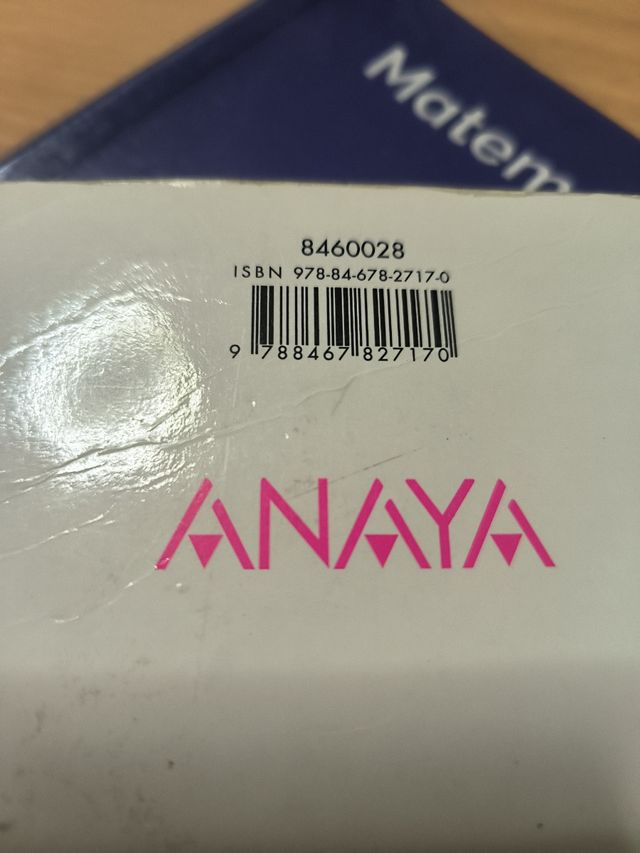 Matem
8460028
ISBN 978-84-678-2717-0
9 788467 827170
ANAYA